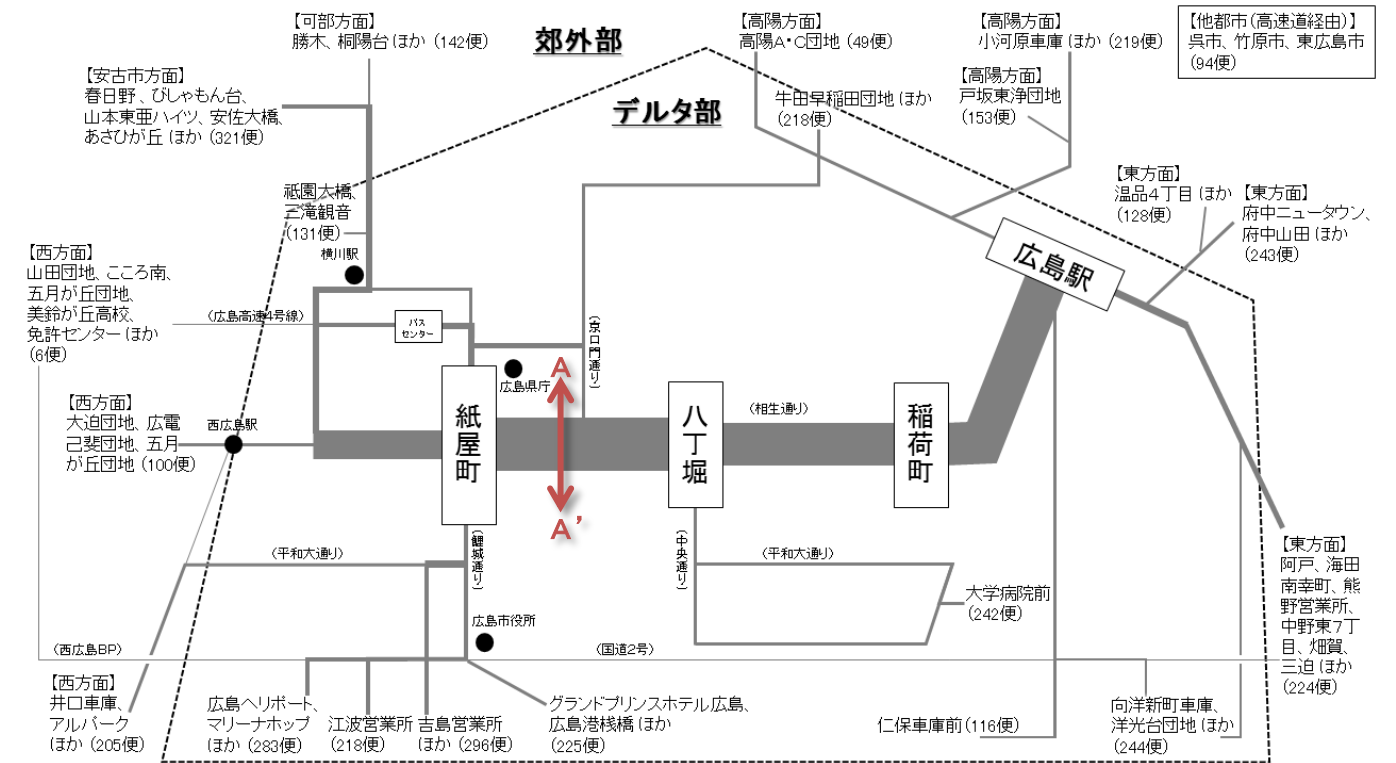 【可部方面】
勝木、桐陽台 ほか (142便)
郊外部
【高陽方面】
高陽A・C団地 (49便)
【高陽方面】
小河原車庫 ほか (219便)
【他都市(高速道経由)】
呉市、竹原市、東広島市
(94便)
【安古市方面】
春日野、びしゃもん台、
山本東亜ハイツ、安佐大橋、
あさひが丘 ほか (321便)
デルタ部
牛田早稲田団地 ほか
(218便)
【高陽方面】
戸坂東浄団地
(153便)
【東方面】
温品4丁目 ほか
(128便)
【東方面】
府中ニュータウン、
府中山田 ほか
(243便)
祇園大橋、
三滝観音
(131便)
横川駅
広島駅
【西方面】
山田団地、こころ南、
五月が丘団地、
美鈴が丘高校、
免許センター ほか
(6便)
(広島高速4号線)
バス
センター
(京口門通り)
広島県庁
A
紙屋町
八丁堀
(相生通り)
稲荷町
【西方面】
大迫団地、広電
己斐団地、五月
が丘団地 (100便)
西広島駅
A’
(鯉城通り)
(中央通り)
(平和大通り)
(平和大通り)
大学病院前
(242便)
【東方面】
阿戸、海田
南幸町、熊
野営業所、
中野東7丁
目、畑賀、
三迫 ほか
(224便)
広島市役所
(西広島BP)
(国道2号)
【西方面】
井口車庫、
アルパーク
ほか (205便)
広島ヘリポート、
マリーナホップ
ほか (283便)
江波営業所
(218便)
吉島営業所
ほか (296便)
グランドプリンスホテル広島、
広島港桟橋 ほか
(225便)
仁保車庫前 (116便)
向洋新町車庫、
洋光台団地 ほか
(244便)